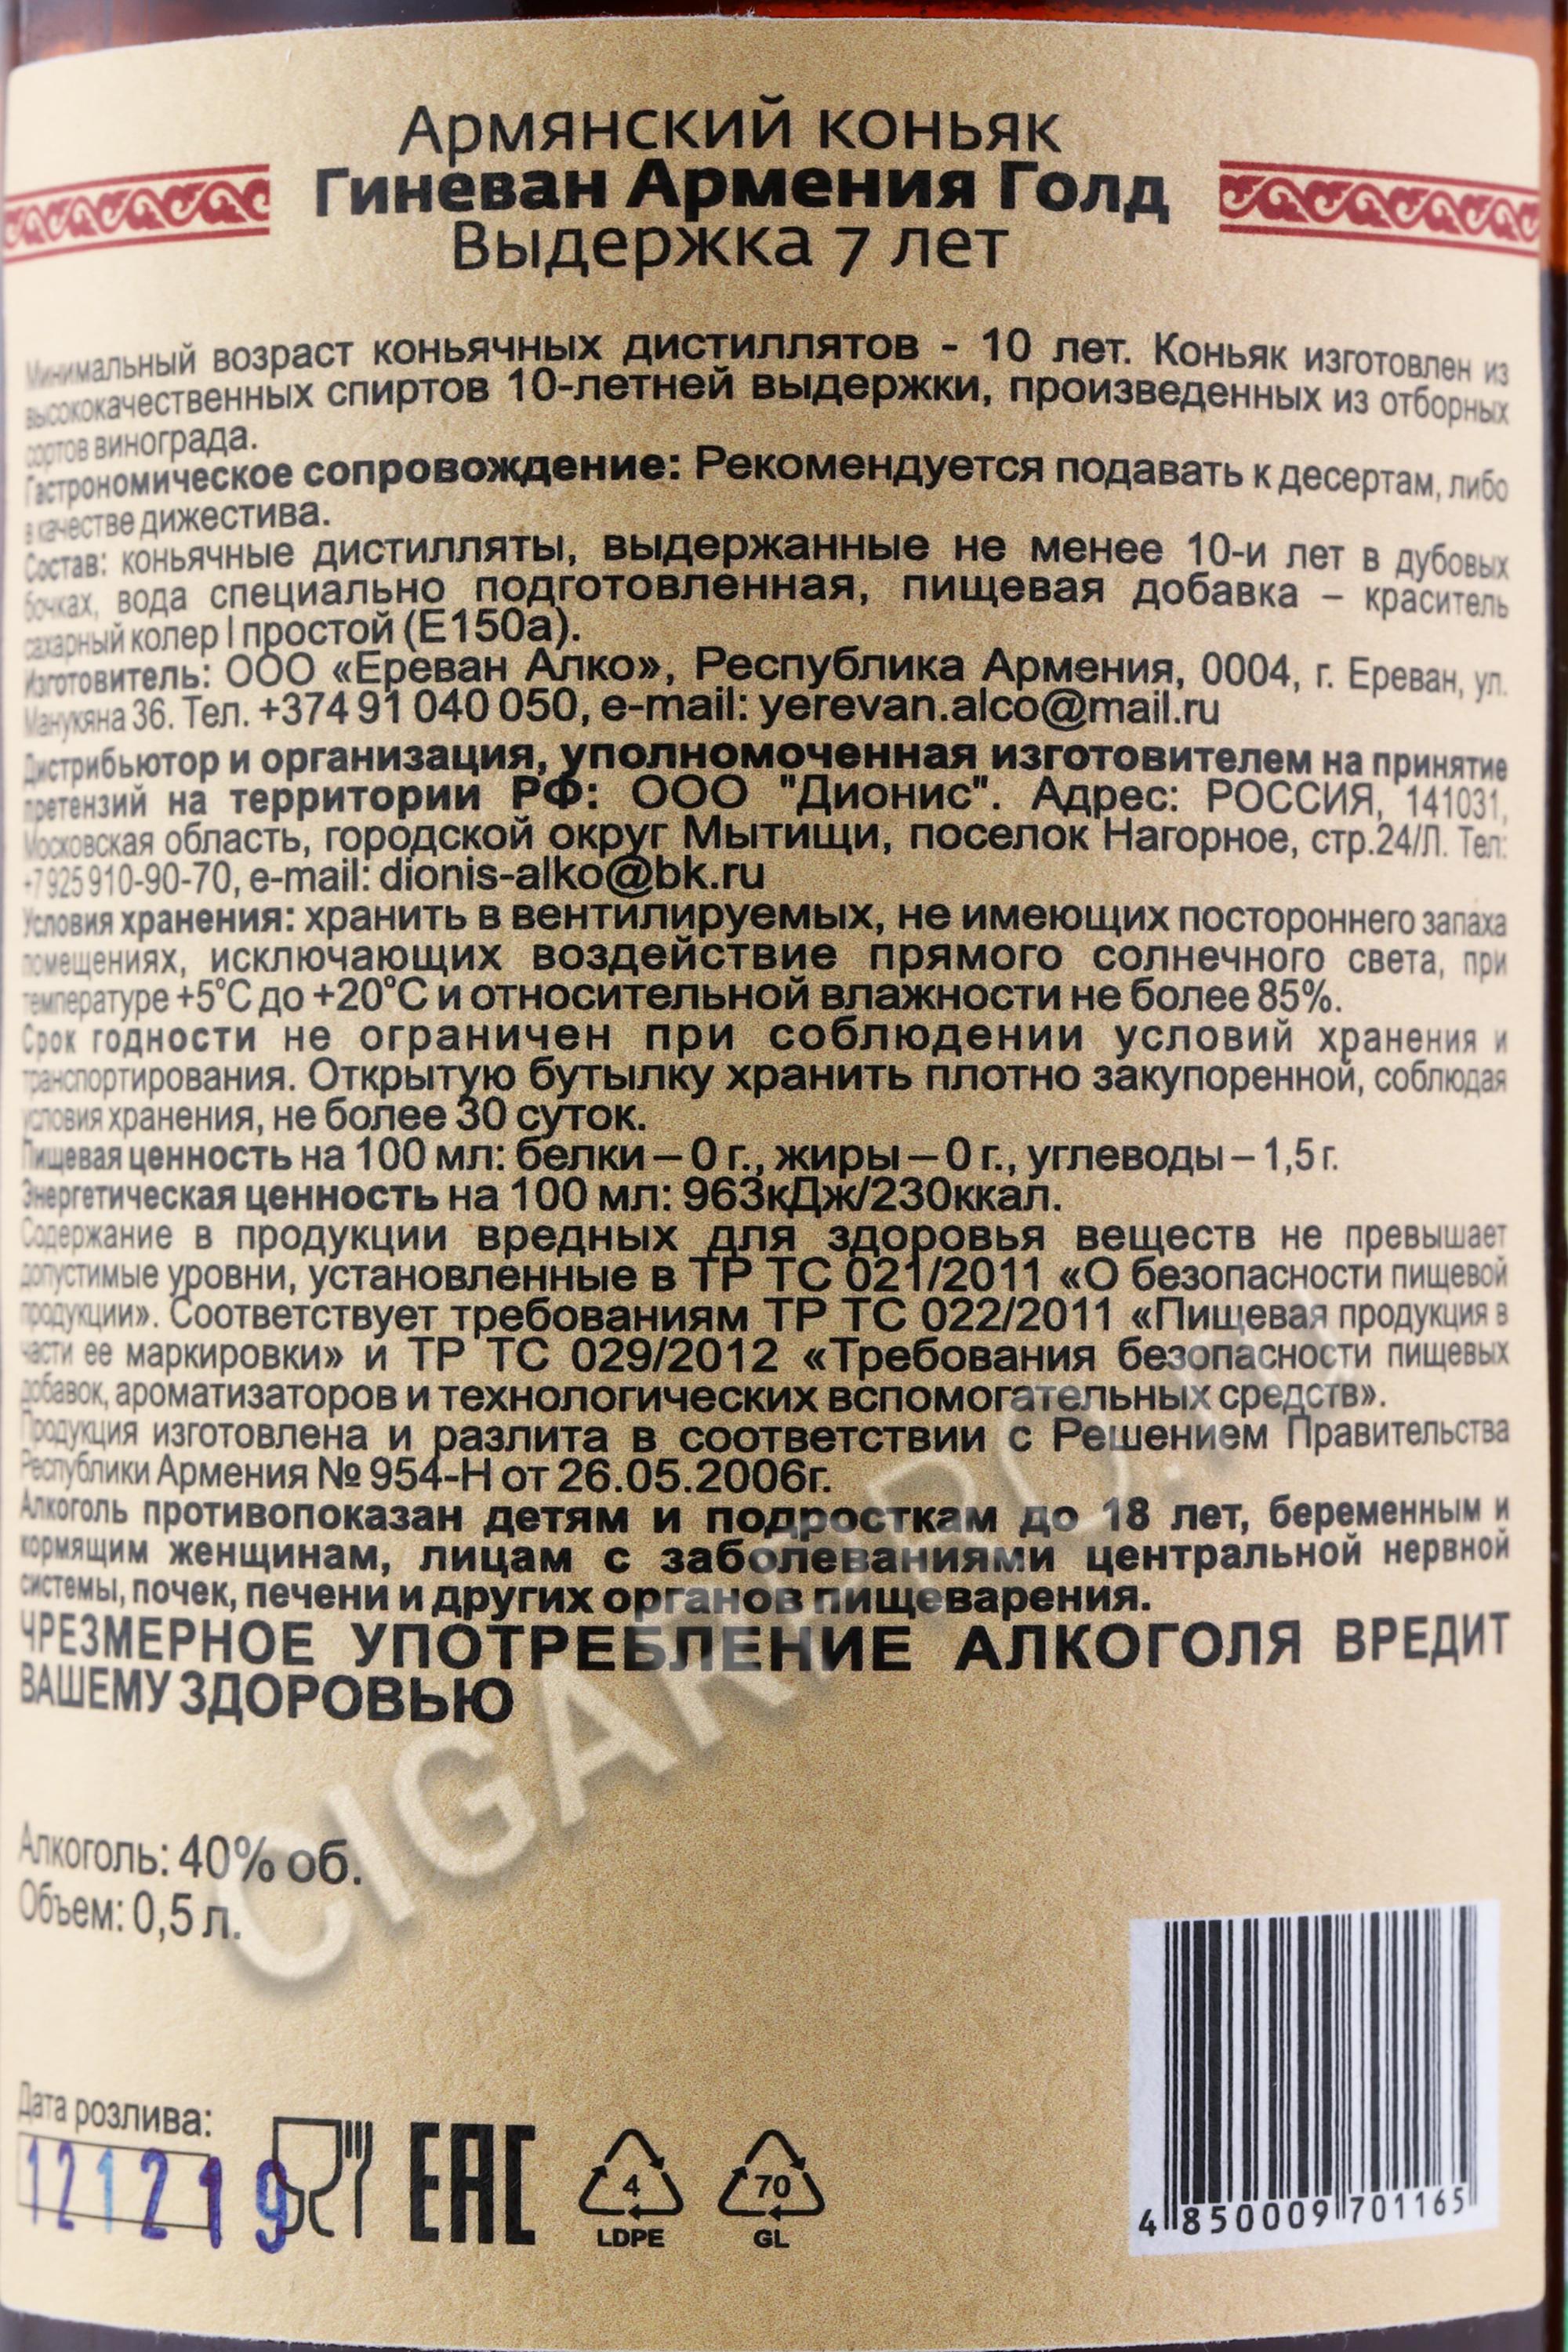 Армянский коньяк
Гиневан Армения Голд
Выдержка 7 лет
Минимальный возраст коньячных дистиллятов - 10 лет. Коньяк изготовлен из
высококачественных спиртов 10-летней выдержки, произведенных из отборных
сортов винограда.
Гастрономическое сопровождение: Рекомендуется подавать к десертам, либо
в качестве дижестива.
Состав: коньячные дистилляты, выдержанные не менее 10-и лет в дубовых
бочках, вода специально подготовленная, пищевая добавка – краситель
сахарный колер I простой (Е150а).
Изготовитель: ООО «Ереван Алко», Республика Армения, 0004, г. Ереван, ул.
Манукяна 36. Тел. +374 91 040 050, e-mail: yerevan.alco@mail.ru
Дистрибьютор и организация, уполномоченная изготовителем на принятие
претензий на территории РФ: ООО "Дионис". Адрес: РОССИЯ, 141031,
Московская область, городской округ Мытищи, поселок Нагорное, стр.24/Л. Тел:
+7 925 910-90-70, e-mail: dionis-alko@bk.ru
Условия хранения: хранить в вентилируемых, не имеющих постороннего запаха
помещениях, исключающих воздействие прямого солнечного света, при
температуре +5°С до +20°С и относительной влажности не более 85%.
Срок годности не ограничен при соблюдении условий хранения и
транспортирования. Открытую бутылку хранить плотно закупоренной, соблюдая
условия хранения, не более 30 суток.
Пищевая ценность на 100 мл: белки – 0 г., жиры – 0 г., углеводы – 1,5 г.
Энергетическая ценность на 100 мл: 963кДж/230ккал.
Содержание в продукции вредных для здоровья веществ не превышает
допустимые уровни, установленные в ТР ТС 021/2011 «О безопасности пищевой
продукции». Соответствует требованиям ТР ТС 022/2011 «Пищевая продукция в
части ее маркировки» и ТР ТС 029/2012 «Требования безопасности пищевых
добавок, ароматизаторов и технологических вспомогательных средств».
Продукция изготовлена и разлита в соответствии с Решением Правительства
Республики Армения № 954-Н от 26.05.2006г.
Алкоголь противопоказан детям и подросткам до 18 лет, беременным и
кормящим женщинам, лицам с заболеваниями центральной нервной
системы, почек, печени и других органов пищеварения.
ЧРЕЗМЕРНОЕ УПОТРЕБЛЕНИЕ АЛКОГОЛЯ ВРЕДИТ
ВАШЕМУ ЗДОРОВЬЮ
Алкоголь: 40% об.
Объем: 0,5 л.
Дата розлива:
121219
EAC
4
LDPE
70
GL
4 850009 701165